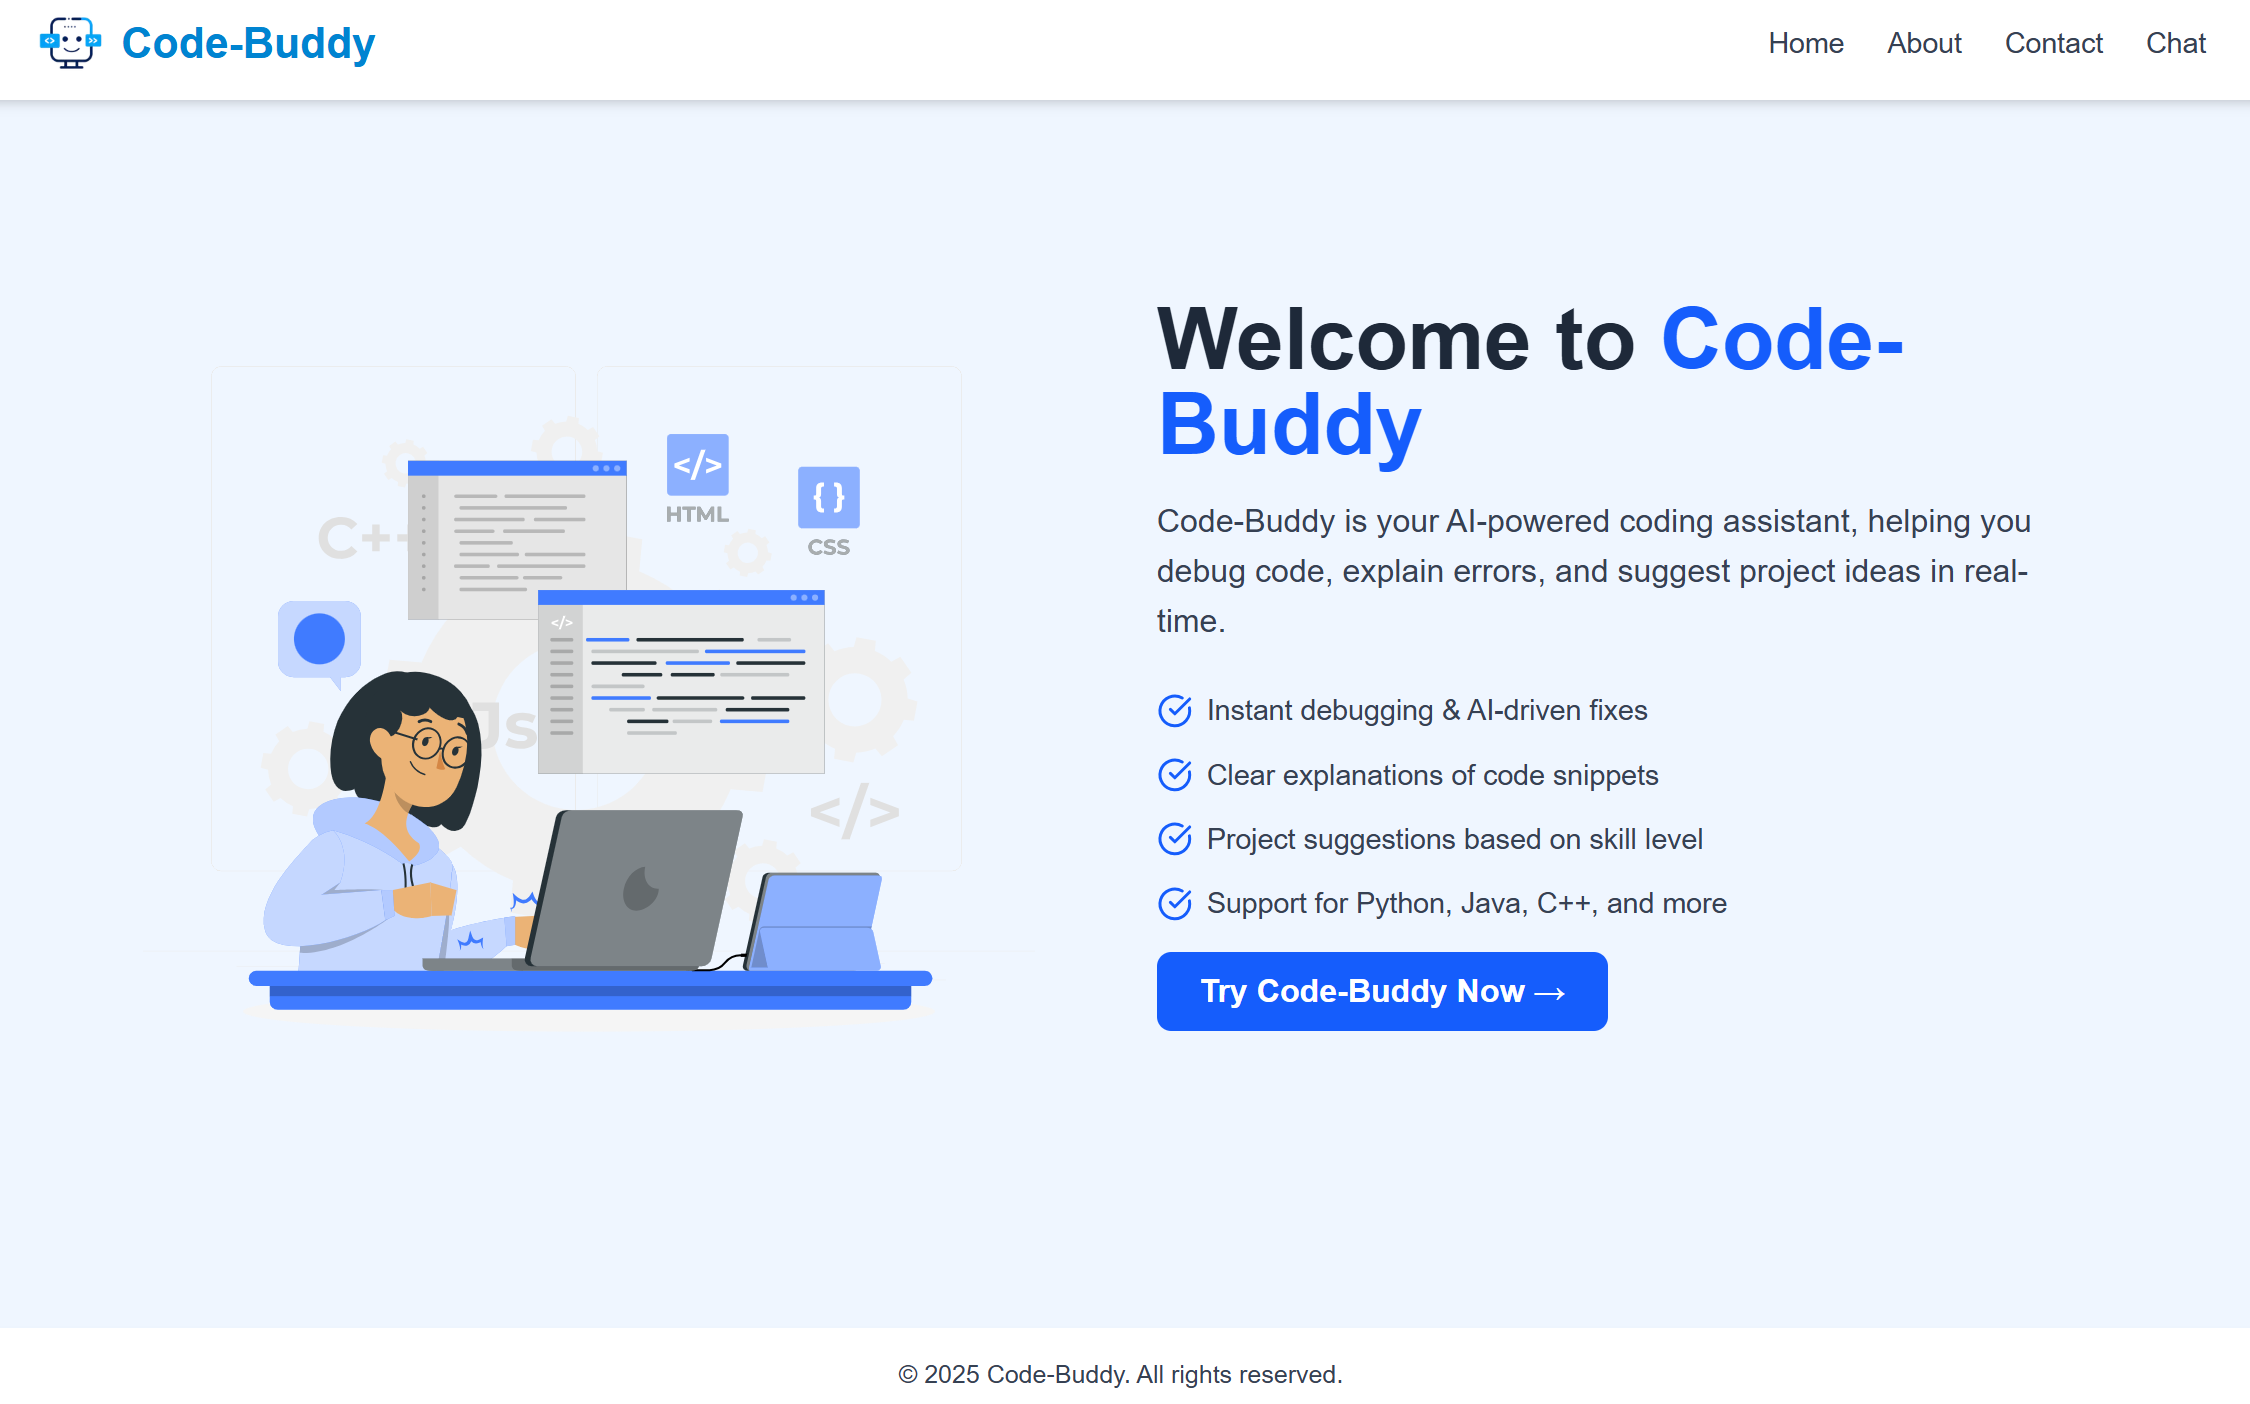 Code-Buddy
Home About Contact Chat
Welcome to Code-
Buddy
Code-Buddy is your AI-powered coding assistant, helping you
debug code, explain errors, and suggest project ideas in real-
time.
Instant debugging & AI-driven fixes
Clear explanations of code snippets
Project suggestions based on skill level
Support for Python, Java, C++, and more
Try Code-Buddy Now →
</>
HTML
{ }
CSS
C++
</>
Js
</>
© 2025 Code-Buddy. All rights reserved.